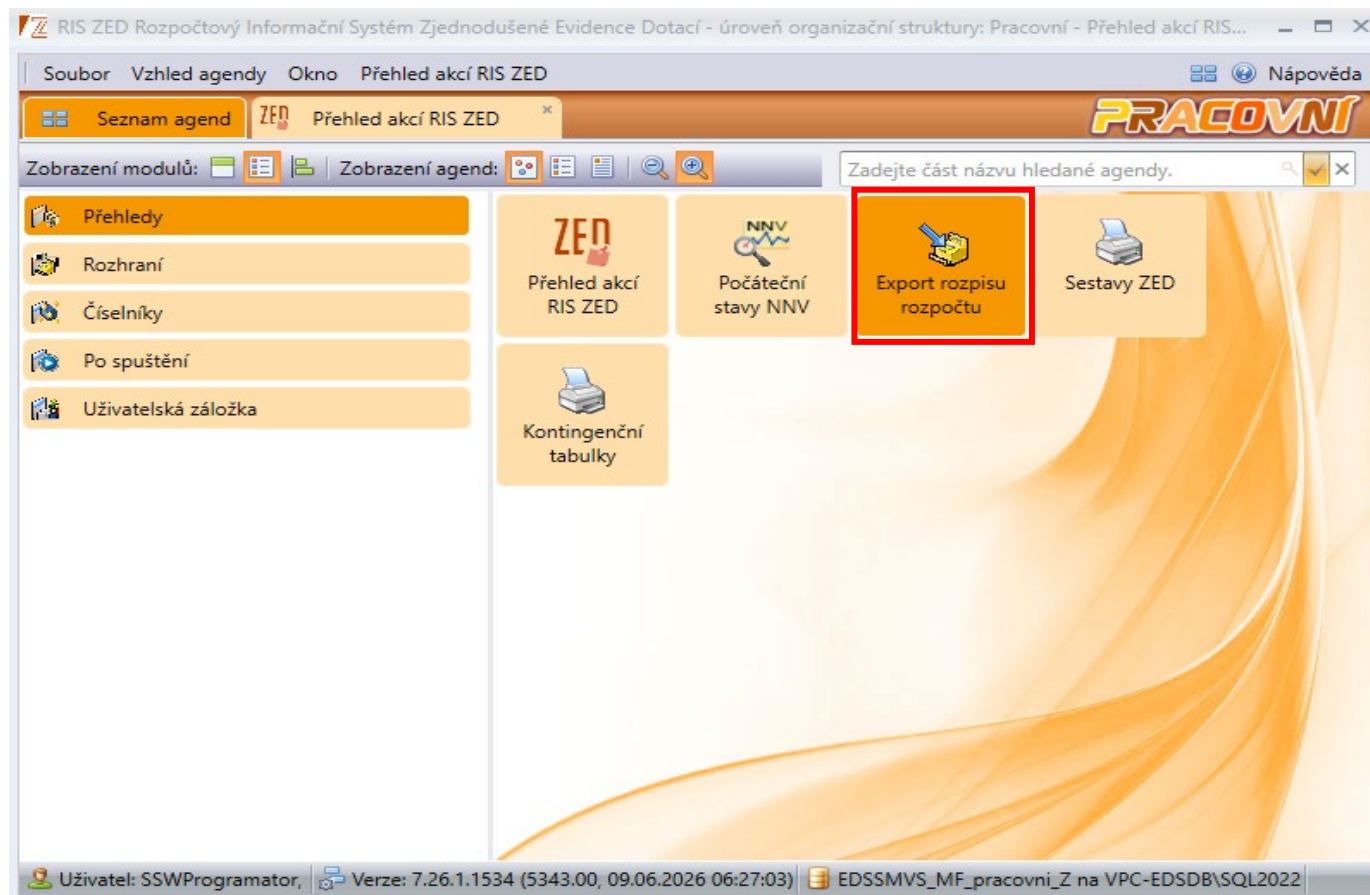 RIS ZED Rozpočtový Informační Systém Zjednodušené Evidence Dotací - úroveň organizační struktury: Pracovní - Přehled akcí RIS...
Soubor Vzhled agendy Okno Přehled akcí RIS ZED Nápověda
Seznam agend ZED Přehled akcí RIS ZED PRACOVNÍ
Zobrazení modulů: Zobrazení agend: Zadejte část názvu hledané agendy.
Přehledy
Rozhraní
Číselníky
Po spuštění
Uživatelská záložka
ZED
Přehled akcí
RIS ZED
NNV
Počáteční
stavy NNV
Export rozpisu
rozpočtu
Sestavy ZED
Kontingenční
tabulky
Uživatel: SSWProgramator, Verze: 7.26.1.1534 (5343.00, 09.06.2026 06:27:03) EDSSMVS_MF_pracovni_Z na VPC-EDSDB\SQL2022